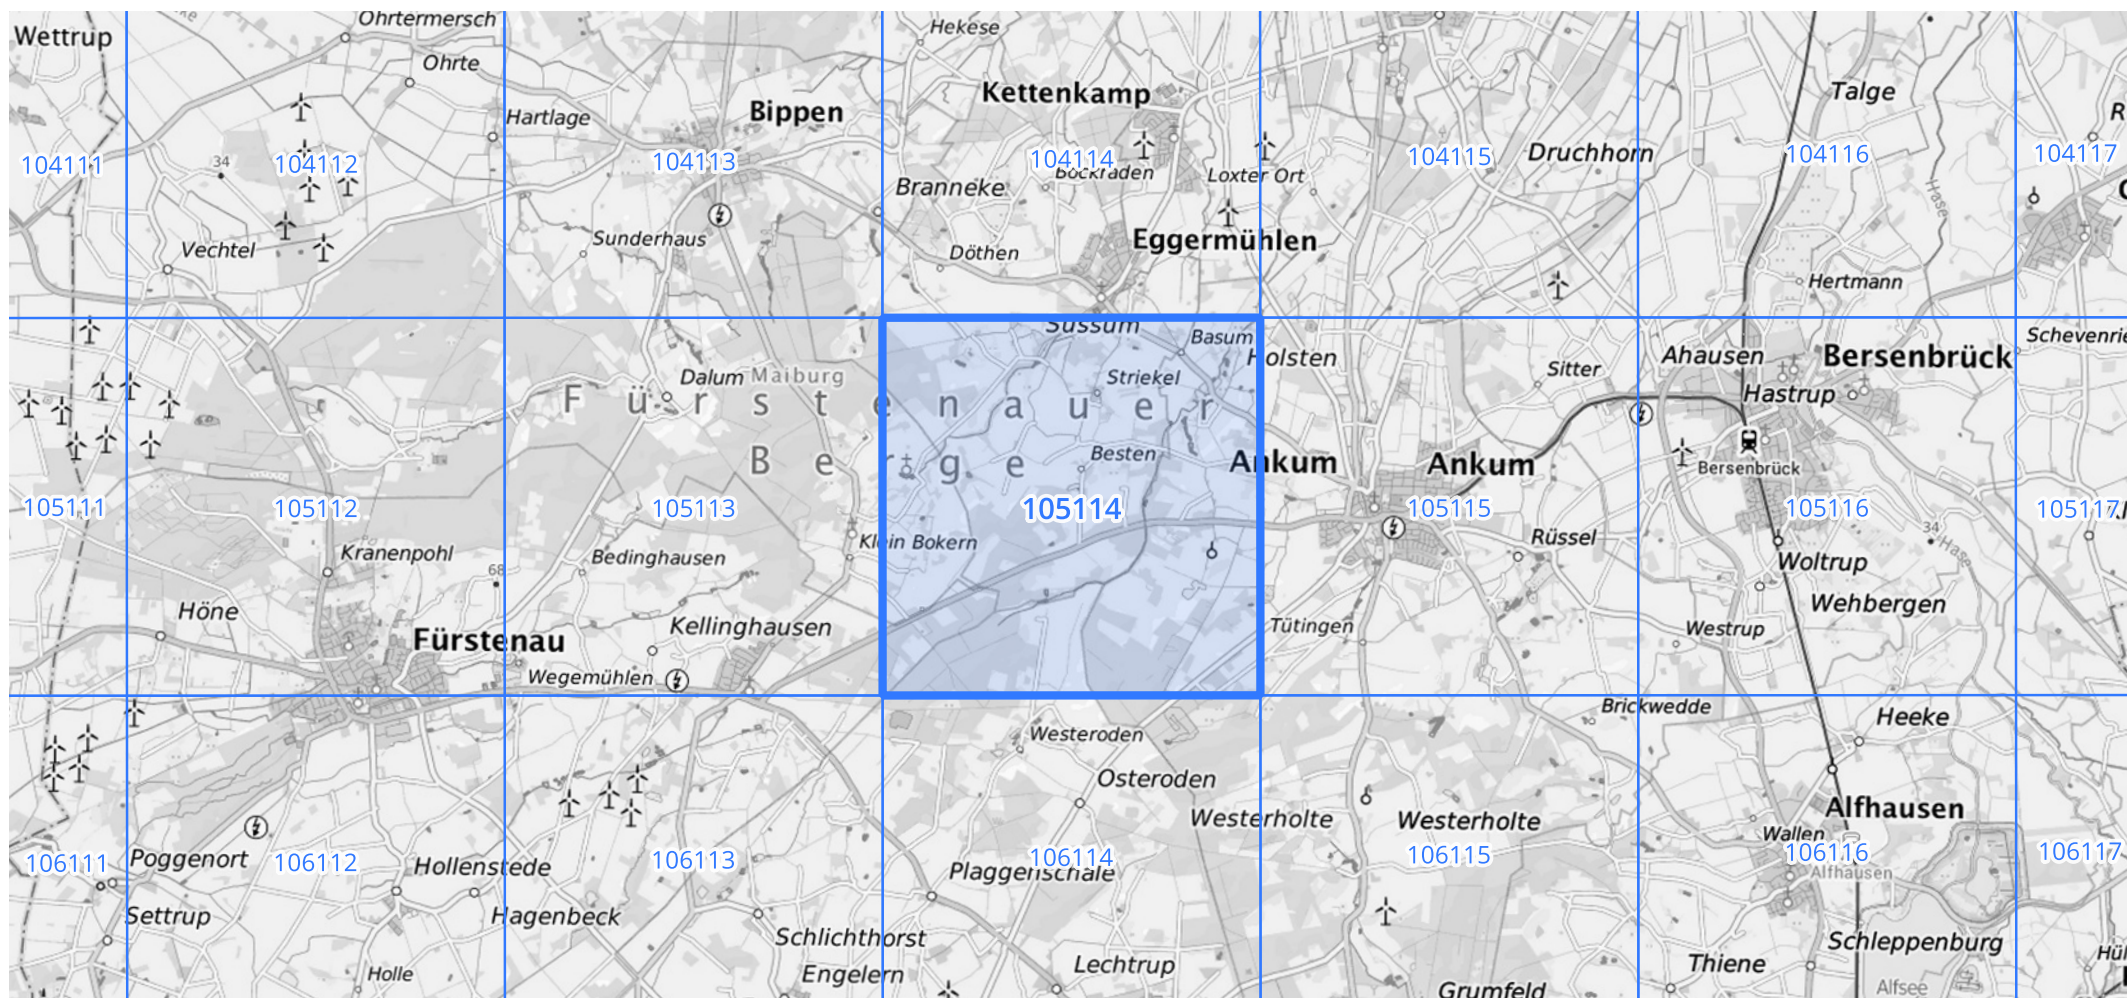 Ohrtermersch
Wettrup
Hekese
Ohrte
Kettenkamp
Talge
Hartlage
Bippen
34
104111
104112
104113
104114
Bockraden
Loxter Ort
104115
Druchhorn
104116
104117
Branneke
Hase
Vechtel
Sunderhaus
Döthen
Eggermühlen
Hertmann
Sussum
Basum
Holsten
Sitter
Ahausen
Bersenbrück
Schevenrie
Dalum
Maiburg
Striekel
Hastrup
Fürstenauer
Berge
Besten
Ankum
Ankum
Bersenbrück
105111
105112
105113
105114
105115
105116
105117
Kranenpohl
Bedinghausen
Klein Bokern
Rüssel
34
Hase
Woltrup
68
Höne
Wehbergen
Fürstenau
Kellinghausen
Tütingen
Westrup
Wegemühlen
Brickwedde
Heeke
Westeroden
Osteroden
Westerholte
Westerholte
Alfhausen
Wallen
106111
Poggenort
106112
Hollenstede
106113
106114
Plaggenschale
106115
106116
Alfhausen
106117
Settrup
Hagenbeck
Schlichthorst
Schleppenburg
Holle
Engelern
Lechtrup
Thiene
Alfsee
Grumfeld